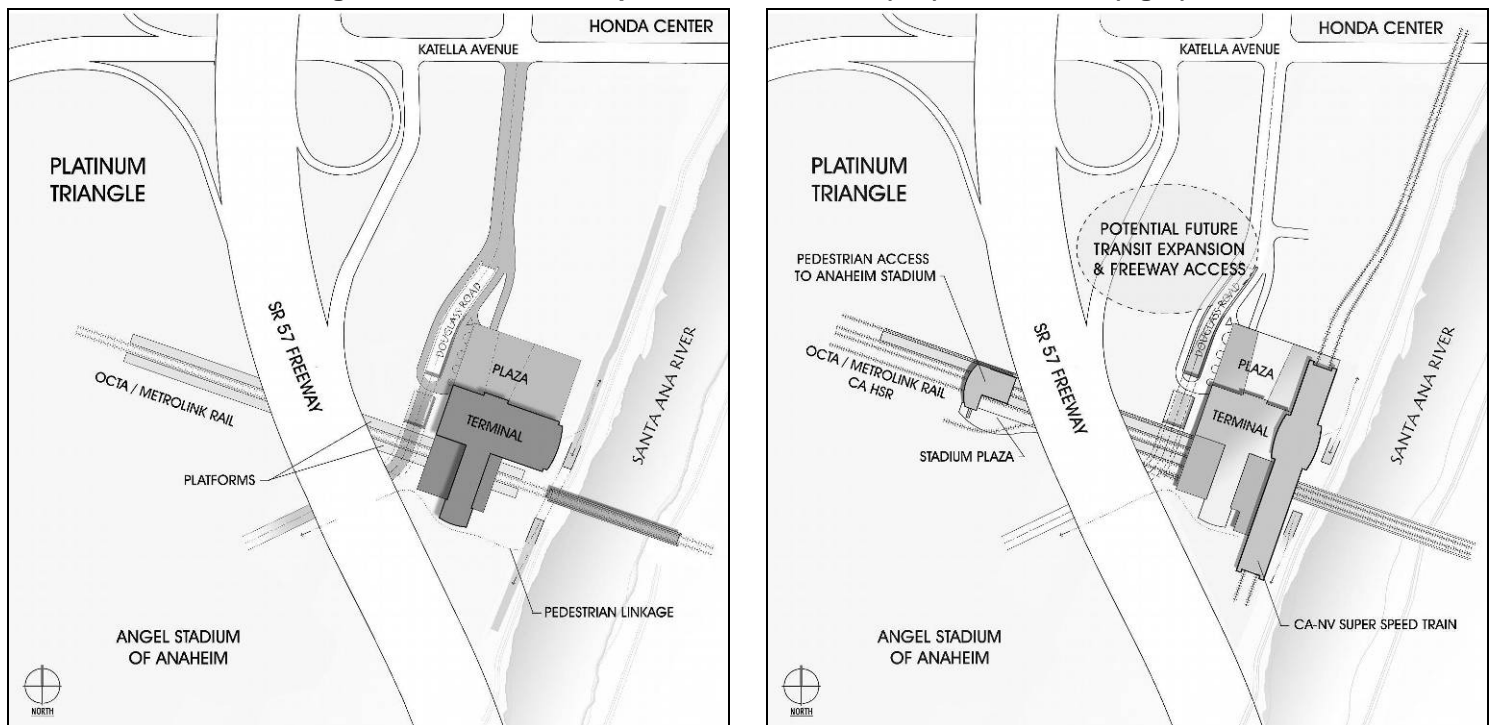 HONDA CENTER
KATELLA AVENUE
PLATINUM
TRIANGLE
DOUGLASS ROAD
SR 57 FREEWAY
PLAZA
OCTA / METROLINK RAIL
TERMINAL
SANTA ANA RIVER
PLATFORMS
PEDESTRIAN LINKAGE
ANGEL STADIUM
OF ANAHEIM
NORTH
HONDA CENTER
KATELLA AVENUE
PLATINUM
TRIANGLE
POTENTIAL FUTURE
TRANSIT EXPANSION
& FREEWAY ACCESS
PEDESTRIAN ACCESS
TO ANAHEIM STADIUM
DOUGLASS ROAD
SR 57 FREEWAY
PLAZA
OCTA / METROLINK RAIL
CA HSR
TERMINAL
SANTA ANA RIVER
STADIUM PLAZA
CA-NV SUPER SPEED TRAIN
ANGEL STADIUM
OF ANAHEIM
NORTH